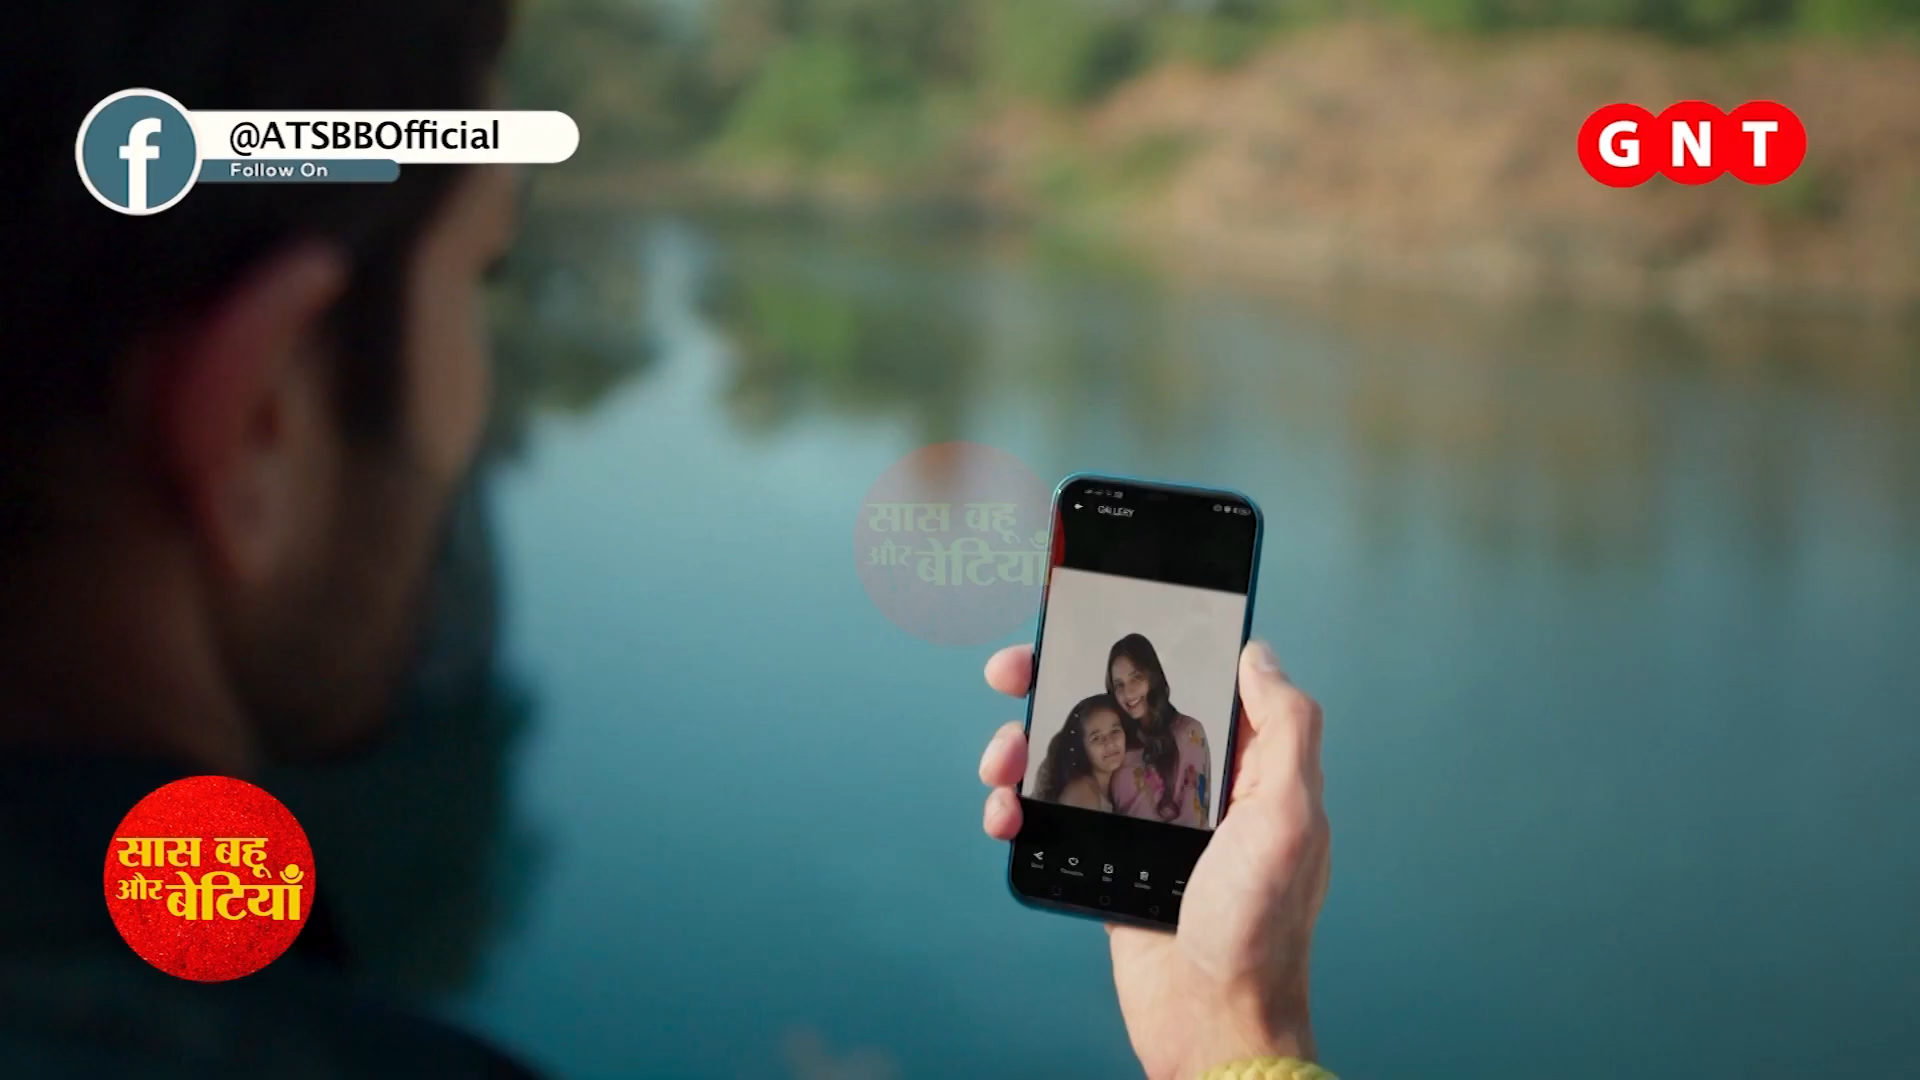 @ATSBBOfficial
Follow On
GNT
सास बहू
और बेटियाँ
GALLERY
सास बहू
और बेटियाँ